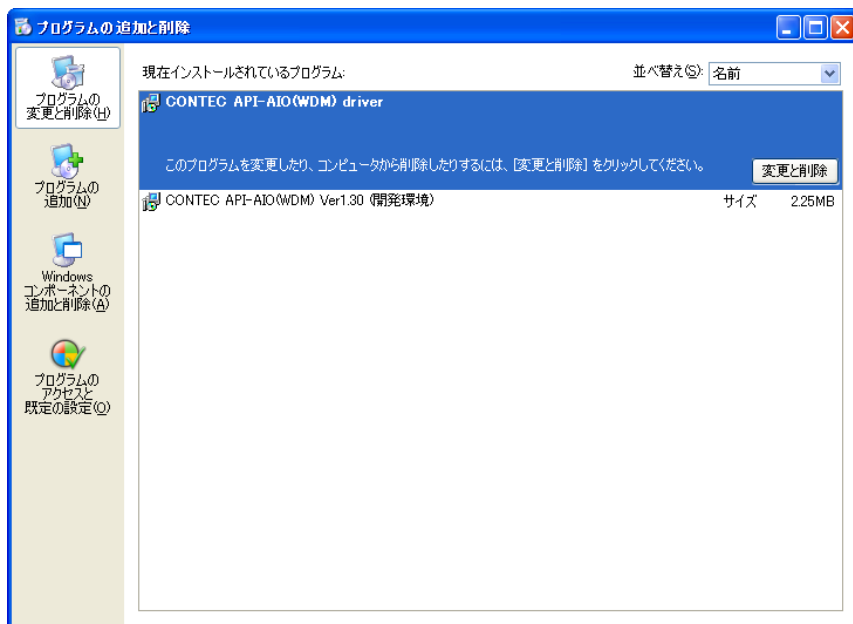 プログラムの追加と削除
現在インストールされているプログラム:
並べ替え(S):
名前
プログラムの
変更と削除(H)
CONTEC API-AIO(WDM) driver
このプログラムを変更したり、コンピュータから削除したりするには、[変更と削除] をクリックしてください。
変更と削除
CONTEC API-AIO(WDM) Ver1.30 (開発環境)
サイズ
2.25MB
プログラムの
追加(N)
Windows
コンポーネントの
追加と削除(A)
プログラムの
アクセスと
既定の設定(O)